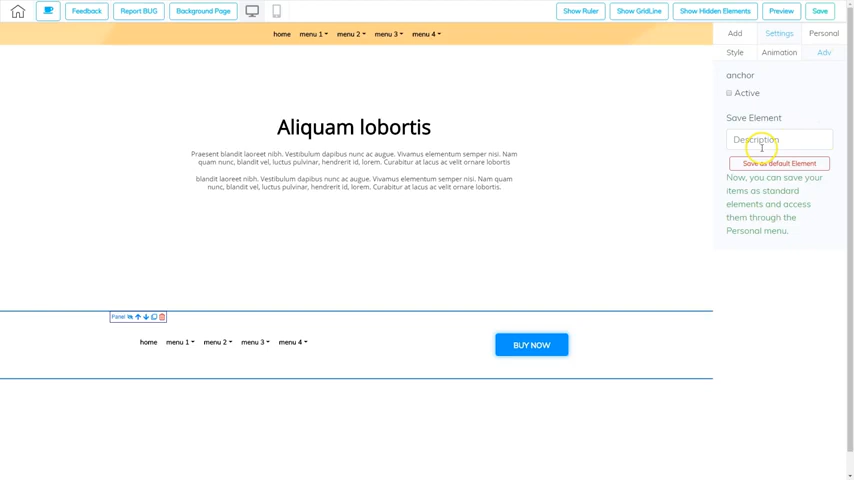 Feedback Report BUG Background Page Show Ruler Show GridLine Show Hidden Elements Preview Save
home menu 1 menu 2 menu 3 menu 4
Add Settings Personal
Style Animation Adv
anchor
Active
Save Element
Description
Save as default Element
Now, you can save your
items as standard
elements and access
them through the
Personal menu.
Aliquam lobortis
Praesent blandit laoreet nibh. Vestibulum dapibus nunc ac augue. Vivamus elementum semper nisi. Nam
quam nunc, blandit vel, luctus pulvinar, hendrerit id, lorem. Curabitur at lacus ac velit ornare lobortis.
blandit laoreet nibh. Vestibulum dapibus nunc ac augue. Vivamus elementum semper nisi. Nam quam
nunc, blandit vel, luctus pulvinar, hendrerit id, lorem. Curabitur at lacus ac velit ornare lobortis.
Panel
home menu 1 menu 2 menu 3 menu 4 BUY NOW